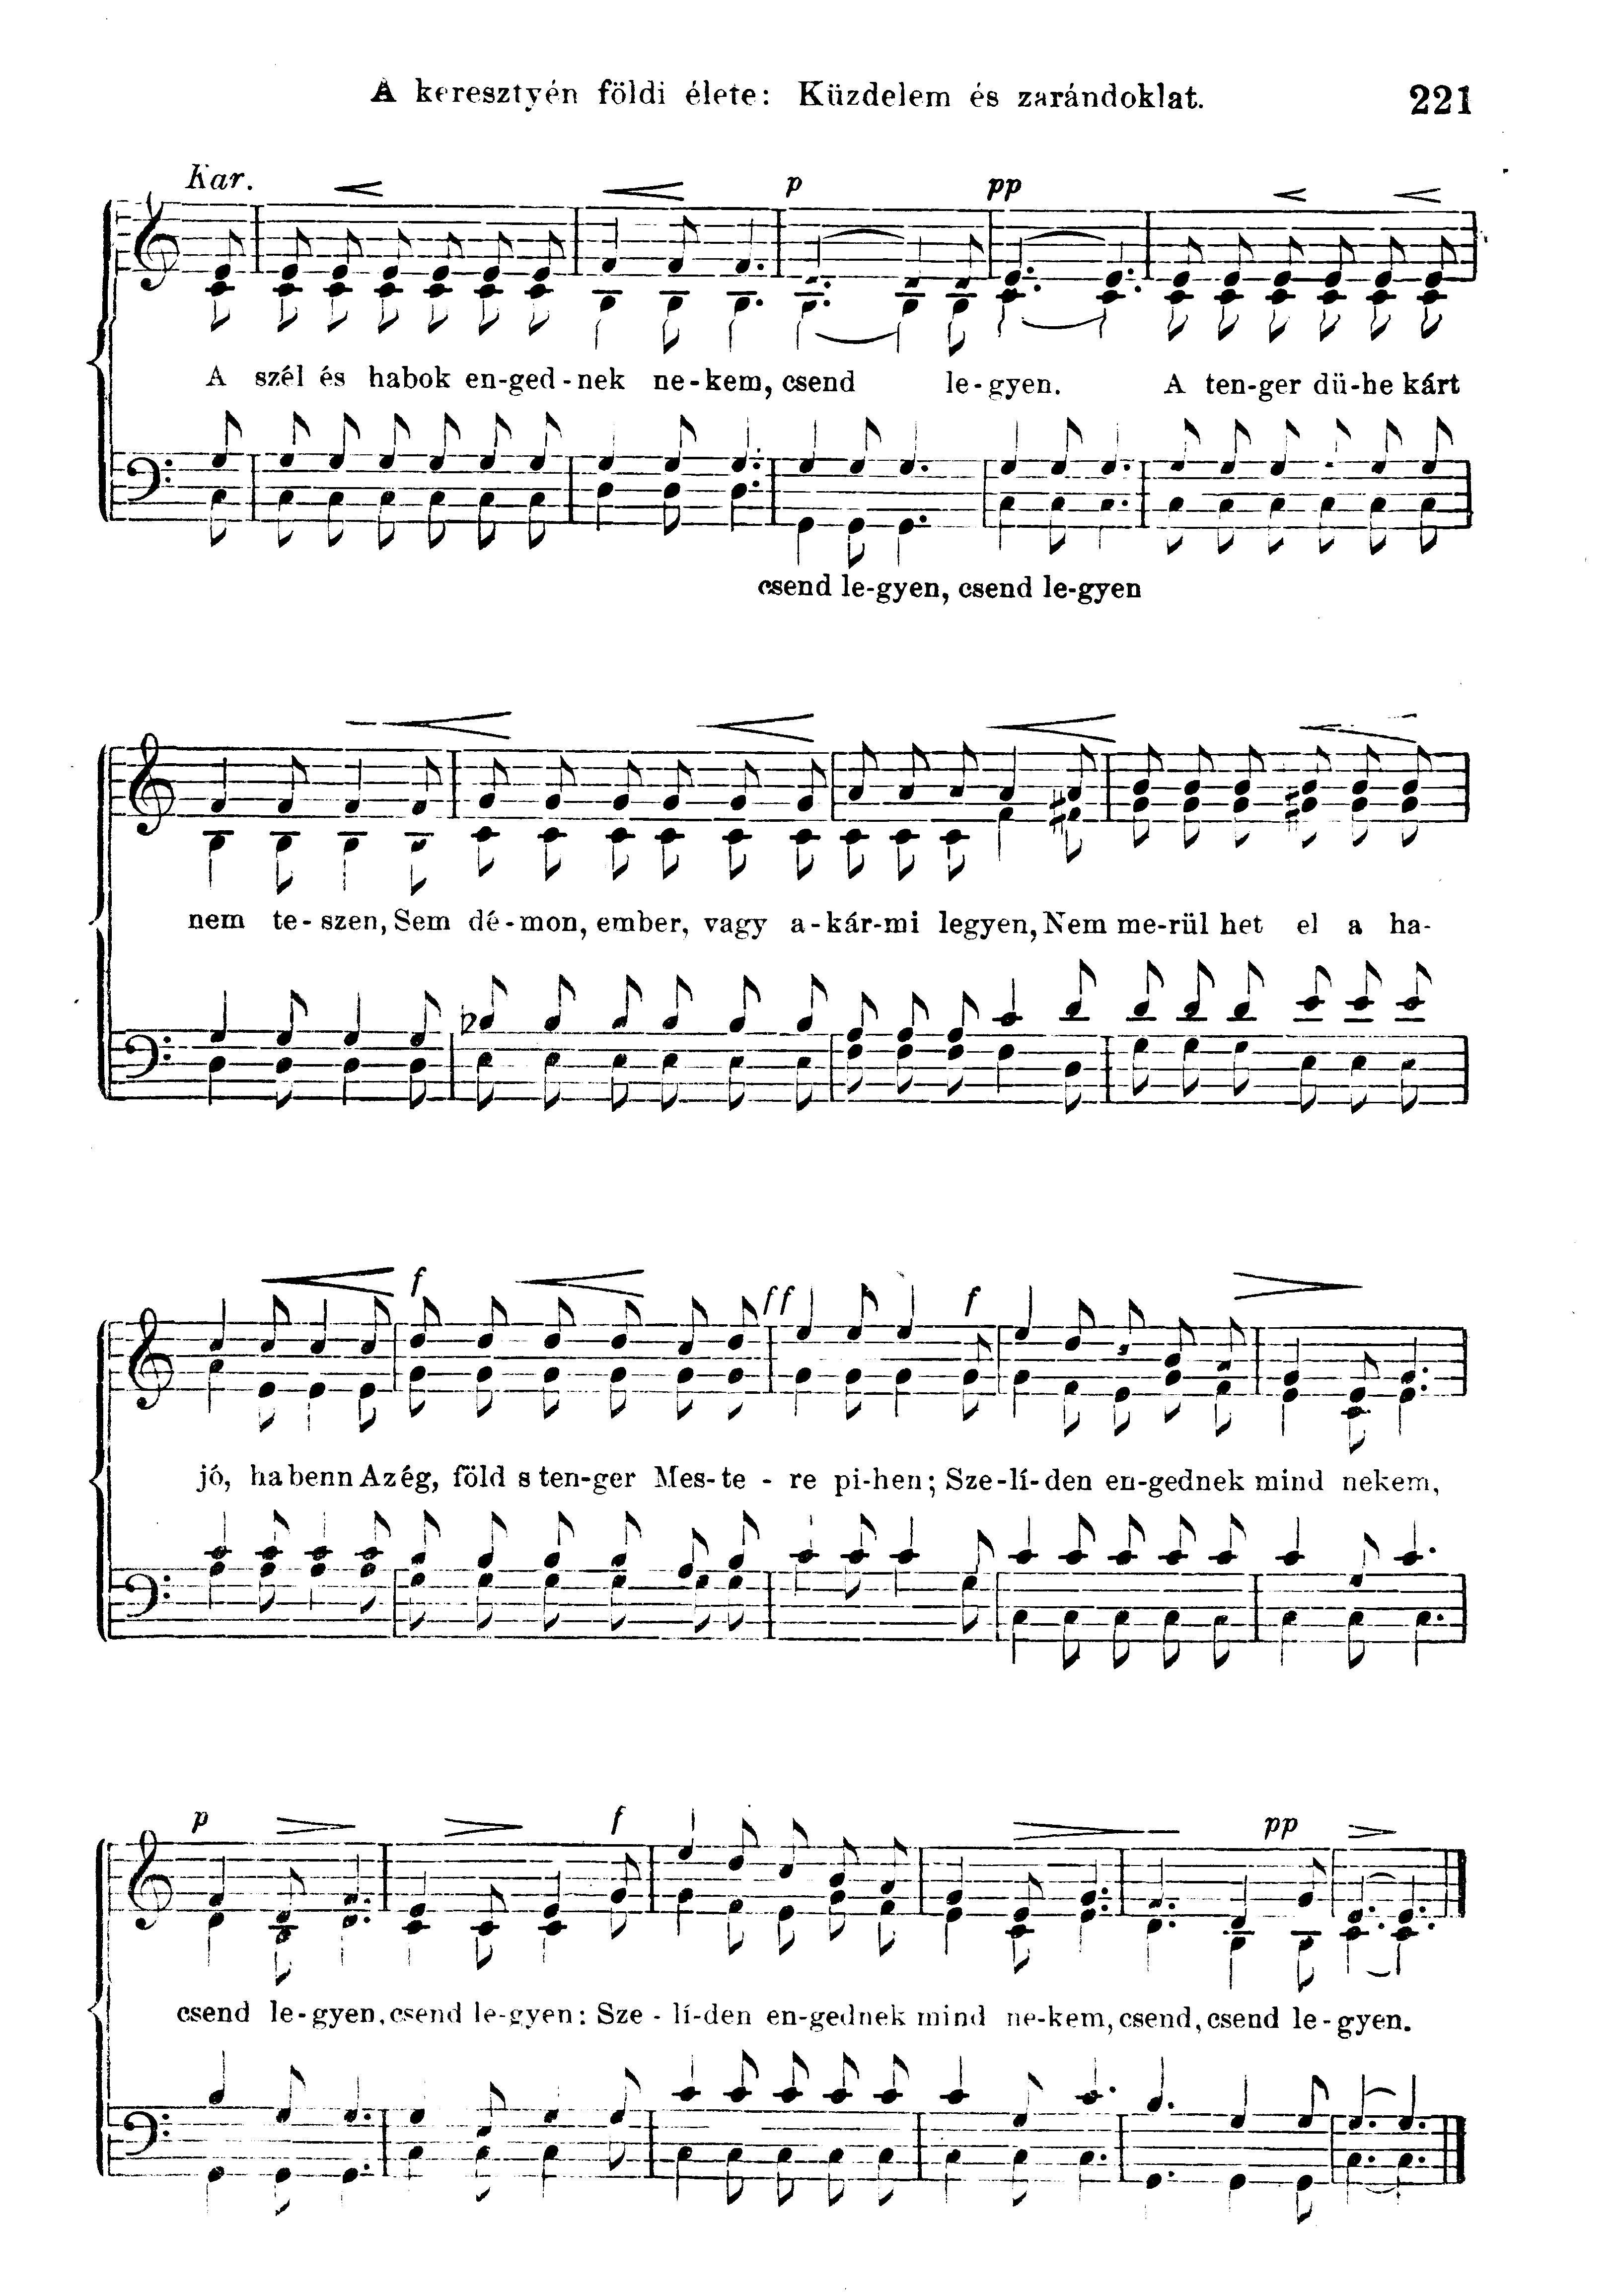 A keresztyén földi élete: Küzdelem és zarándoklat. 221
Kar.
p pp
A szél és habok en-ged-nek ne-kem, csend le-gyen. A ten-ger dü-he kárt
csend le-gyen, csend le-gyen
nem te-szen, Sem dé-mon, ember, vagy a-kár-mi legyen, Nem me-rül het el a ha-
f ff f
jó, ha benn Az ég, föld s ten-ger Mes-te - re pi-hen; Sze-lí-den en-gednek mind nekem,
p f pp
csend le-gyen, csend le-gyen: Sze - lí-den en-gednek mind ne-kem, csend, csend le-gyen.